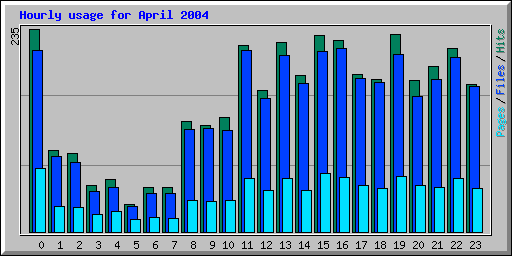 Hourly usage for April 2004
235
Pages/Files/Hits
0 1 2 3 4 5 6 7 8 9 10 11 12 13 14 15 16 17 18 19 20 21 22 23